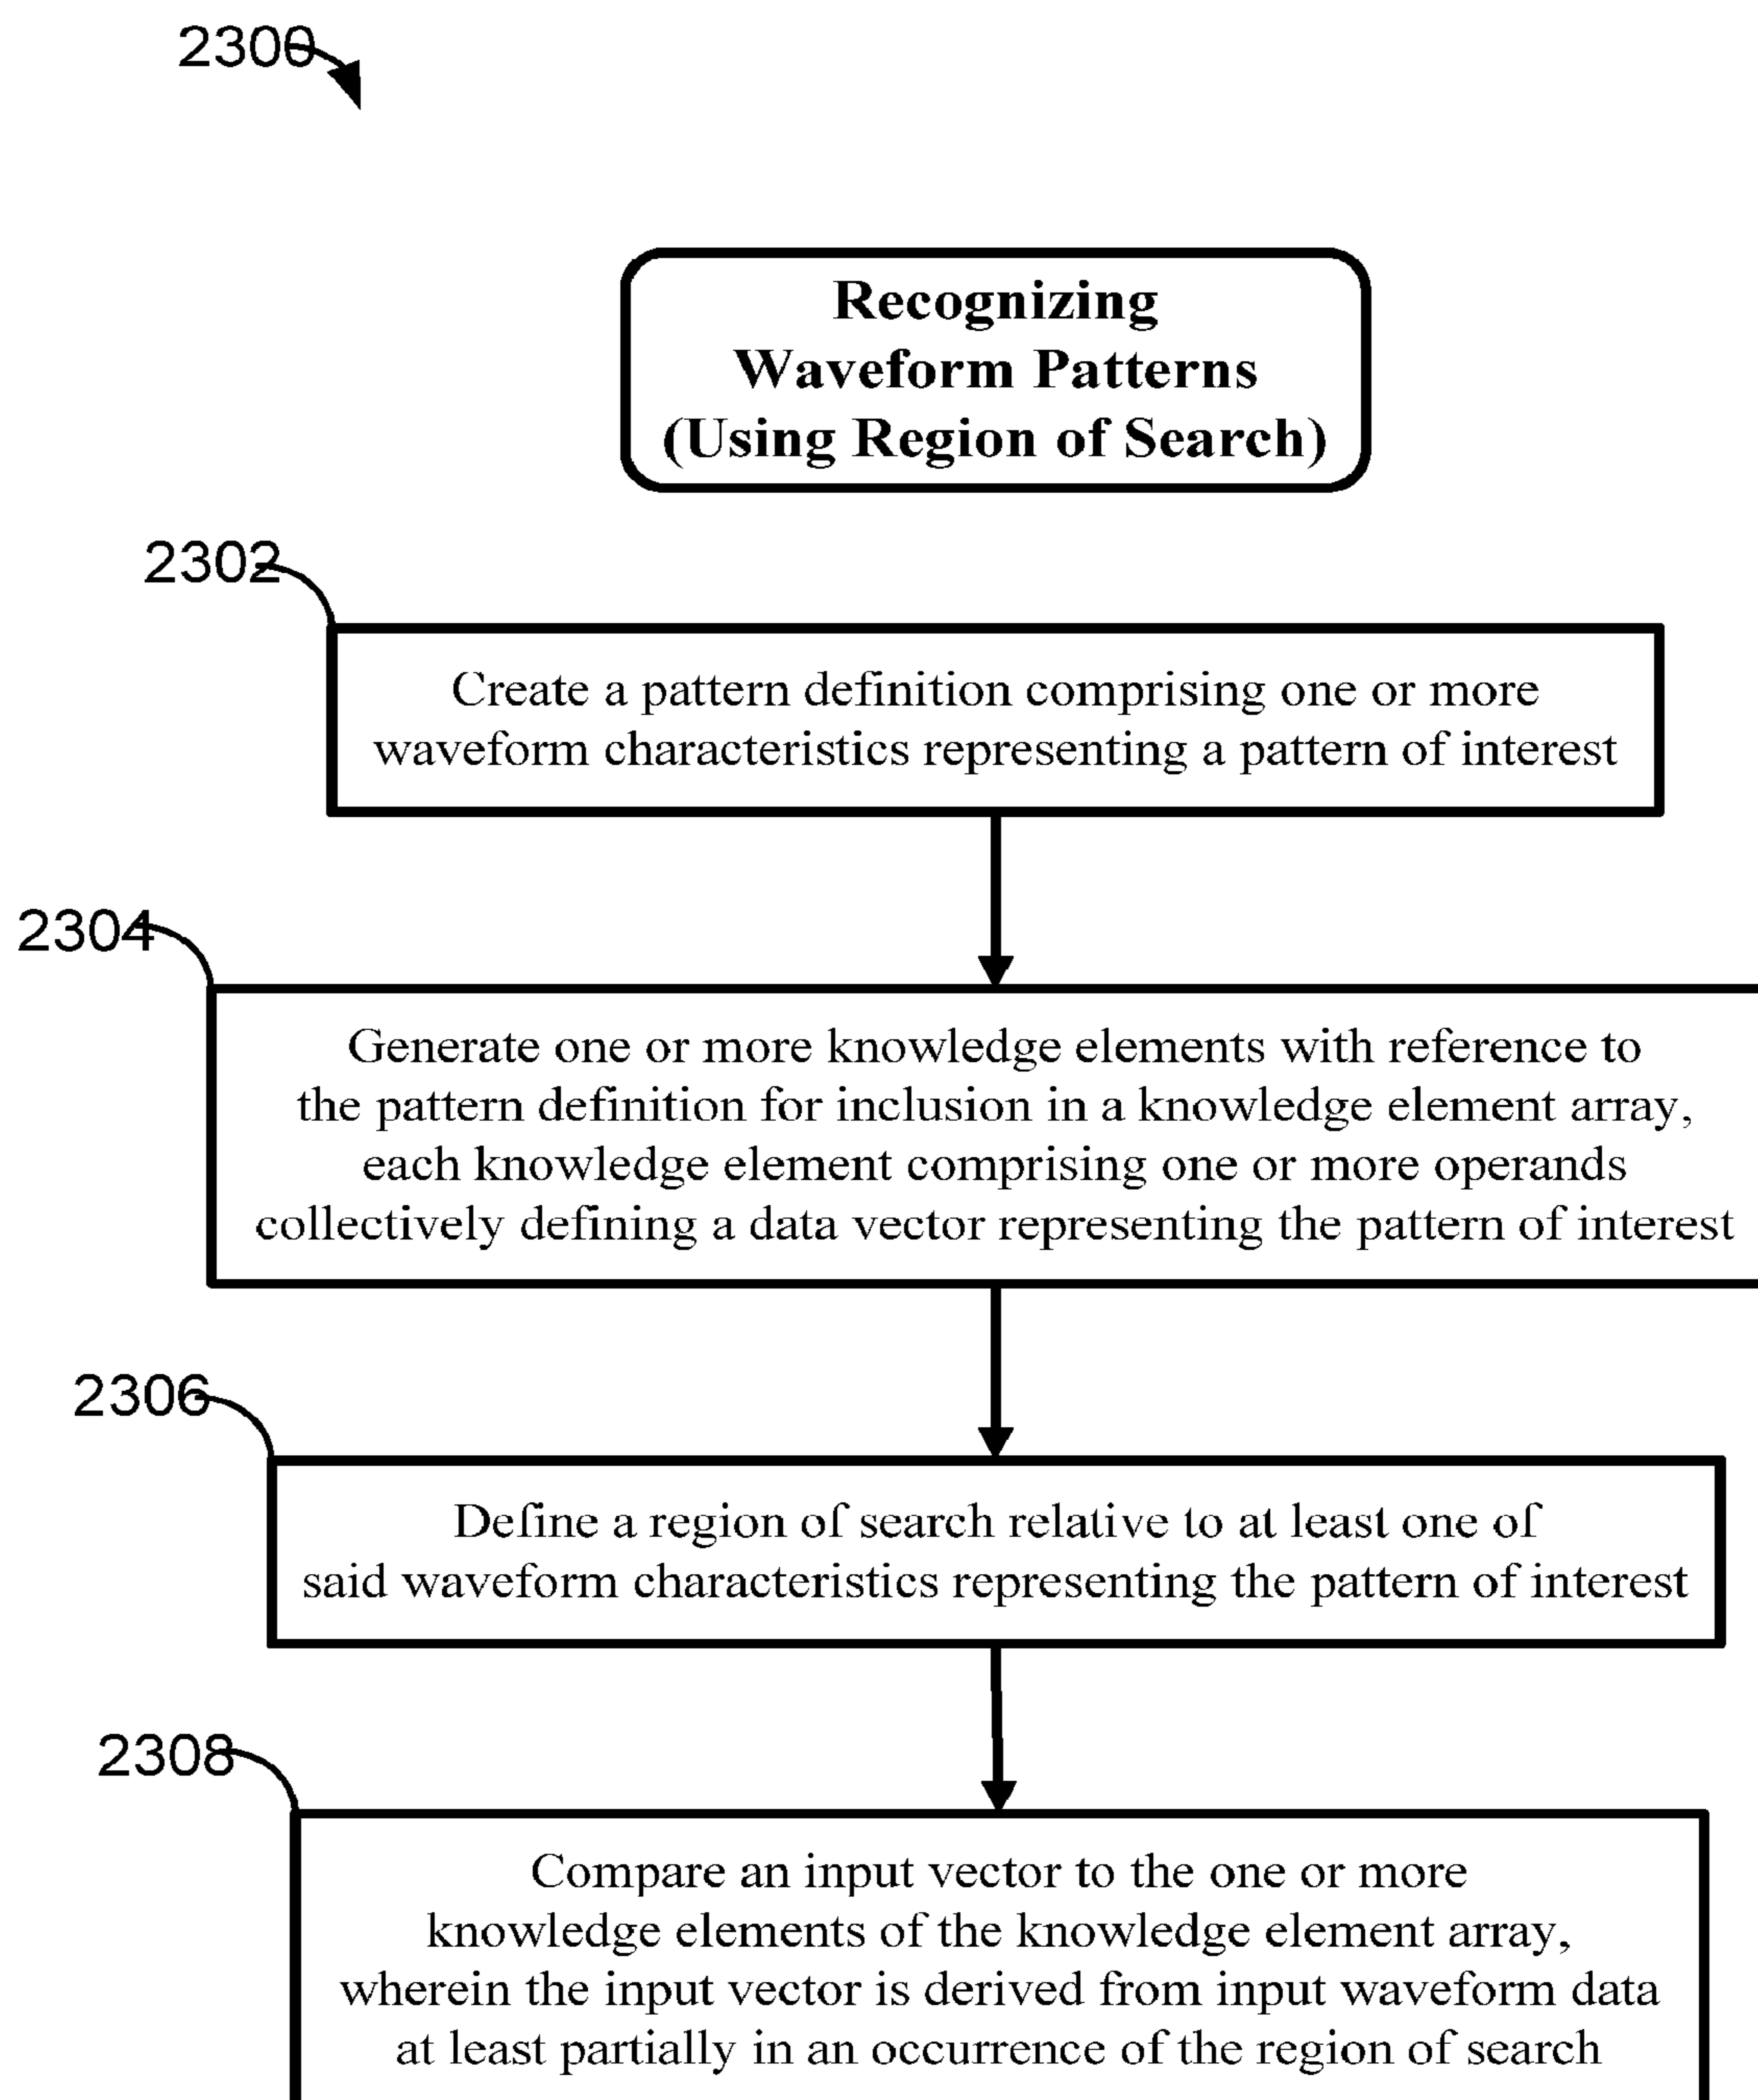 2300
Recognizing
Waveform Patterns
(Using Region of Search)
2302
Create a pattern definition comprising one or more
waveform characteristics representing a pattern of interest
2304
Generate one or more knowledge elements with reference to
the pattern definition for inclusion in a knowledge element array,
each knowledge element comprising one or more operands
collectively defining a data vector representing the pattern of interest
2306
Define a region of search relative to at least one of
said waveform characteristics representing the pattern of interest
2308
Compare an input vector to the one or more
knowledge elements of the knowledge element array,
wherein the input vector is derived from input waveform data
at least partially in an occurrence of the region of search